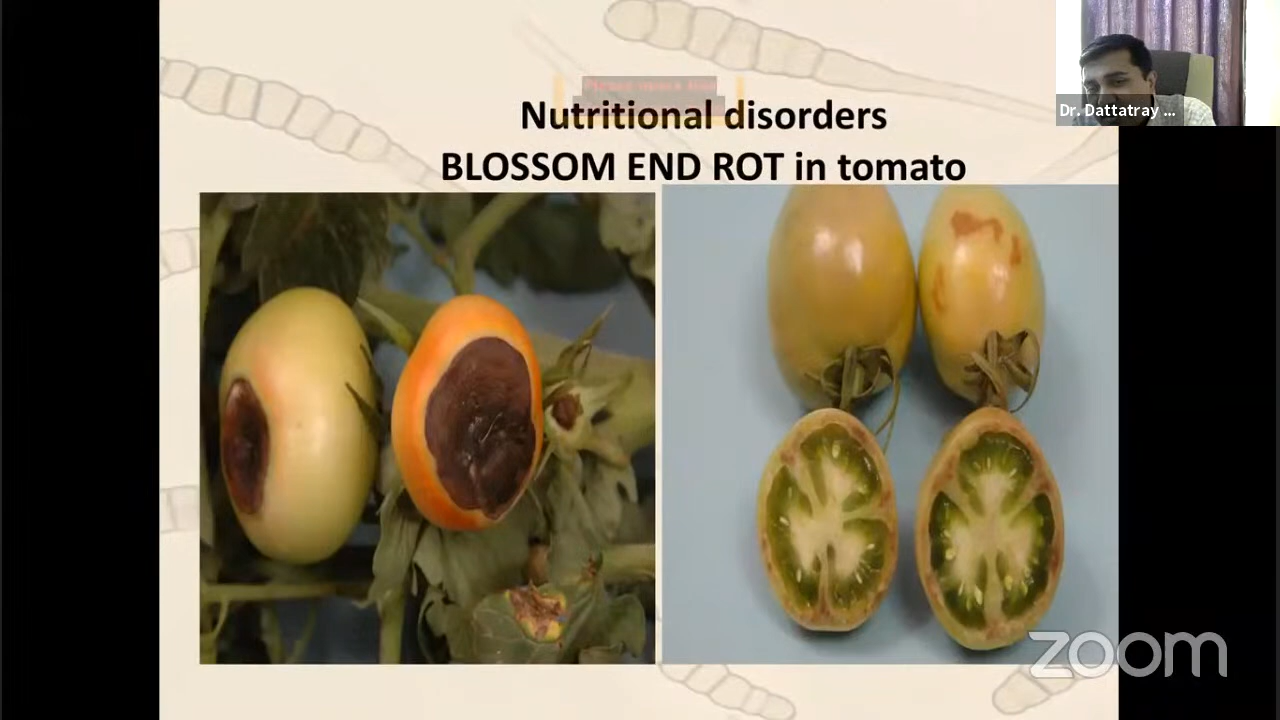 Nutritional disorders
BLOSSOM END ROT in tomato
Dr. Dattatray ...
zoom